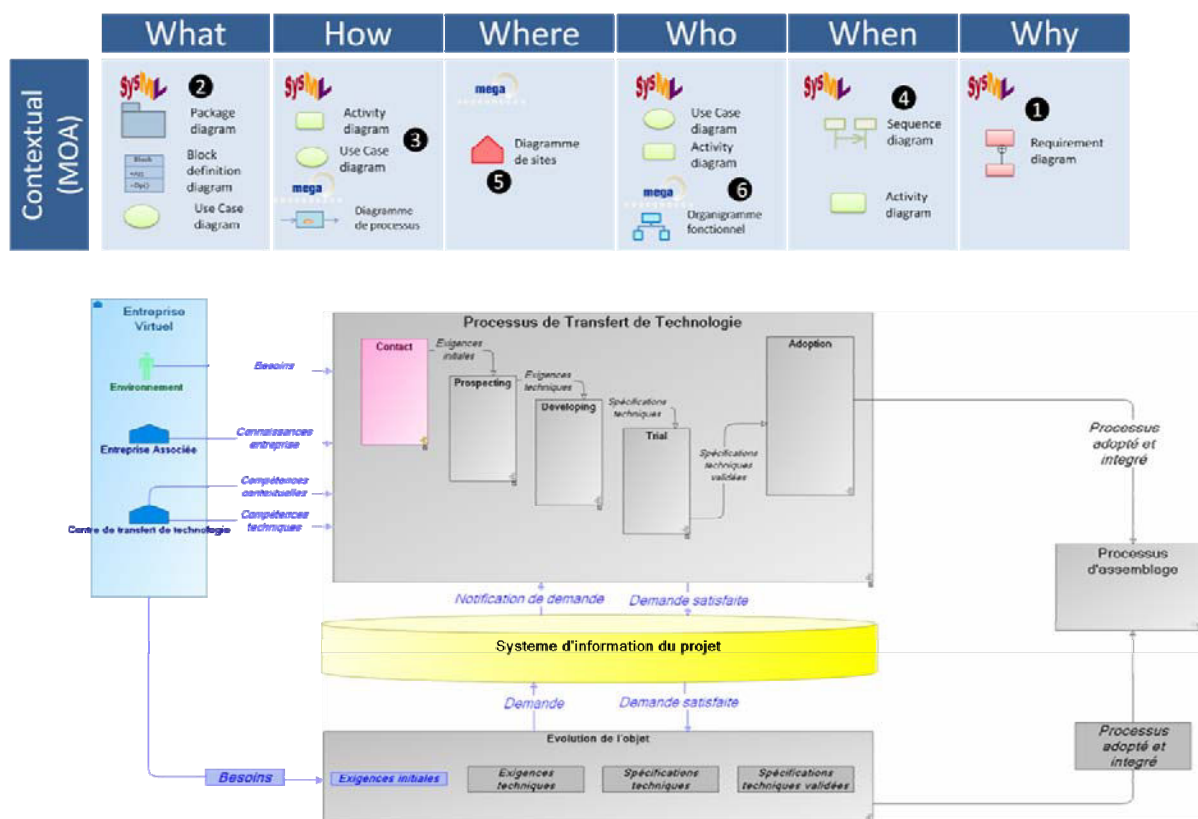 What
How
Where
Who
When
Why
Contextual
(MOA)
SysML
2
Package
diagram
Block
Block
definition
diagram
Use Case
diagram
SysML
Activity
diagram
3
Use Case
diagram
mega
Diagramme
de processus
mega
Diagramme
de sites
5
SysML
Use Case
diagram
Activity
diagram
mega
6
Organigramme
fonctionnel
SysML
4
Sequence
diagram
Activity
diagram
SysML
1
Requirement
diagram
Entreprise
Virtuel
Environnement
Entreprise Associée
Centre de transfert de technologie
Besoins
Connaissances
entreprise
Compétences
contextuelles
Compétences
techniques
Processus de Transfert de Technologie
Contact
Exigences
initiales
Prospecting
Exigences
techniques
Developing
Spécifications
techniques
Trial
Spécifications
techniques
validées
Adoption
Processus
adopté et
integré
Processus
d'assemblage
Notification de demande
Demande satisfaite
Systeme d'information du projet
Demande
Demande satisfaite
Evolution de l'objet
Besoins
Exigences initiales
Exigences
techniques
Spécifications
techniques
Spécifications
techniques validées
Processus
adopté et
integré